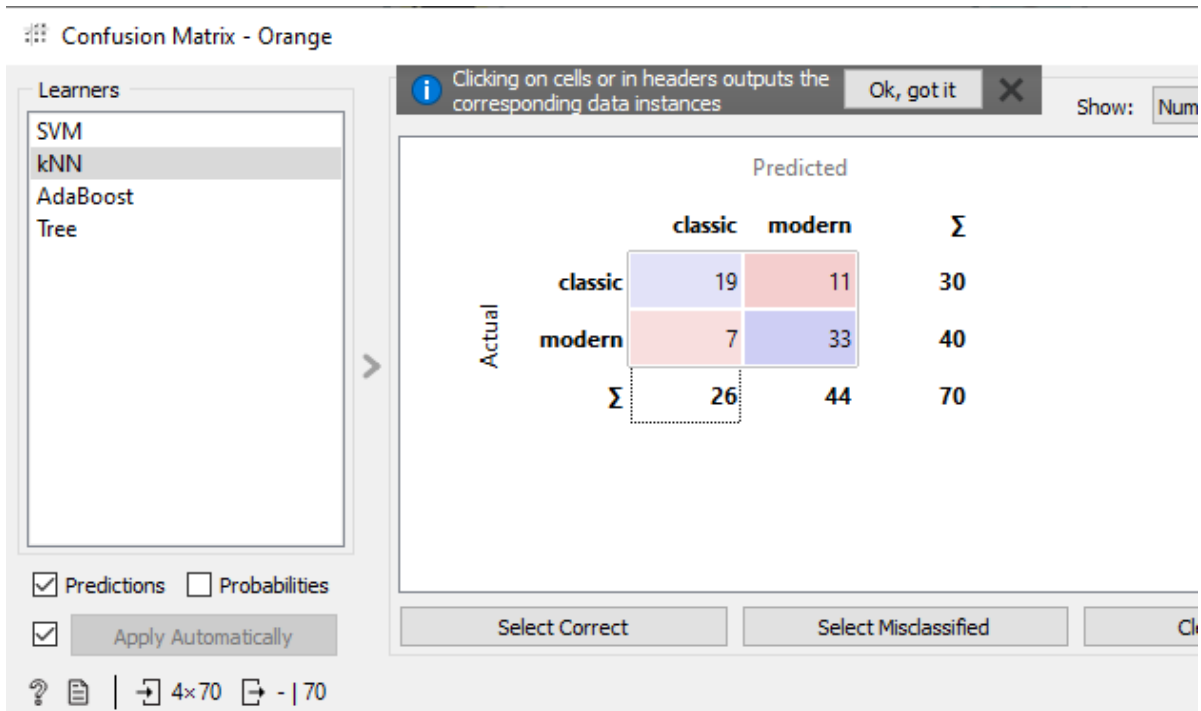 Confusion Matrix - Orange
Learners
SVM
kNN
AdaBoost
Tree
Clicking on cells or in headers outputs the
corresponding data instances
Ok, got it
Show: Num
Predicted
classic modern Σ
Actual
classic 19 11 30
modern 7 33 40
Σ 26 44 70
Predictions Probabilities
Apply Automatically
Select Correct Select Misclassified Cle
? 4×70 - | 70